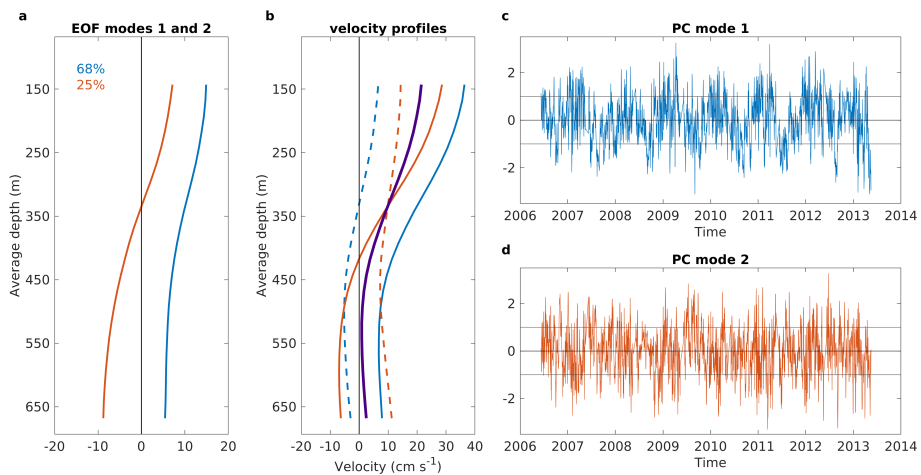 a
EOF modes 1 and 2
68%
25%
150
250
350
450
550
650
Average depth (m)
-20 -10 0 10 20
b
velocity profiles
150
250
350
450
550
650
Average depth (m)
-40 -30 -20 -10 0 10 20 30 40
Velocity (cm s-1)
c
PC mode 1
2
0
-2
2006 2007 2008 2009 2010 2011 2012 2013 2014
Time
d
PC mode 2
2
0
-2
2006 2007 2008 2009 2010 2011 2012 2013 2014
Time